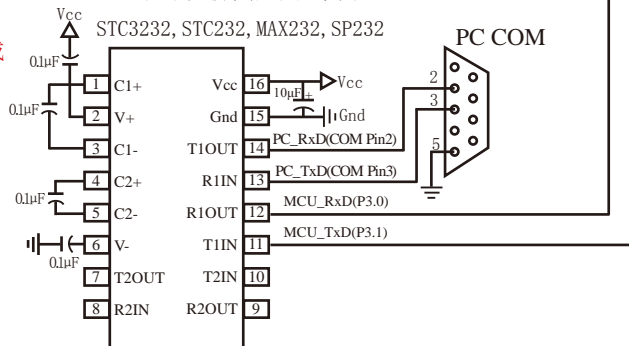 Vcc
STC3232, STC232, MAX232, SP232
PC COM
0.1μF
1 C1+ Vcc 16 Vcc
0.1μF 10μF +
2 V+ Gnd 15 Gnd
3 C1- T1OUT 14 PC_RxD(COM Pin2)
4 C2+ R1IN 13 PC_TxD(COM Pin3)
0.1μF
5 C2- R1OUT 12 MCU_RxD(P3.0)
6 V- T1IN 11 MCU_TxD(P3.1)
0.1μF
7 T2OUT T2IN 10
8 R2IN R2OUT 9
2
3
5